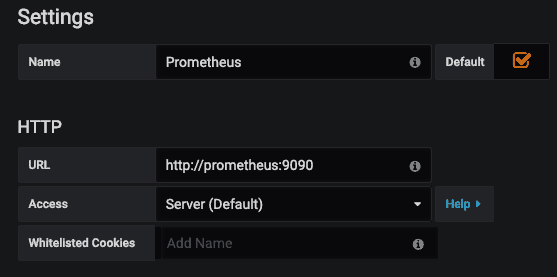 Settings
Name Prometheus Default
HTTP
URL http://prometheus:9090
Access Server (Default) Help
Whitelisted Cookies Add Name